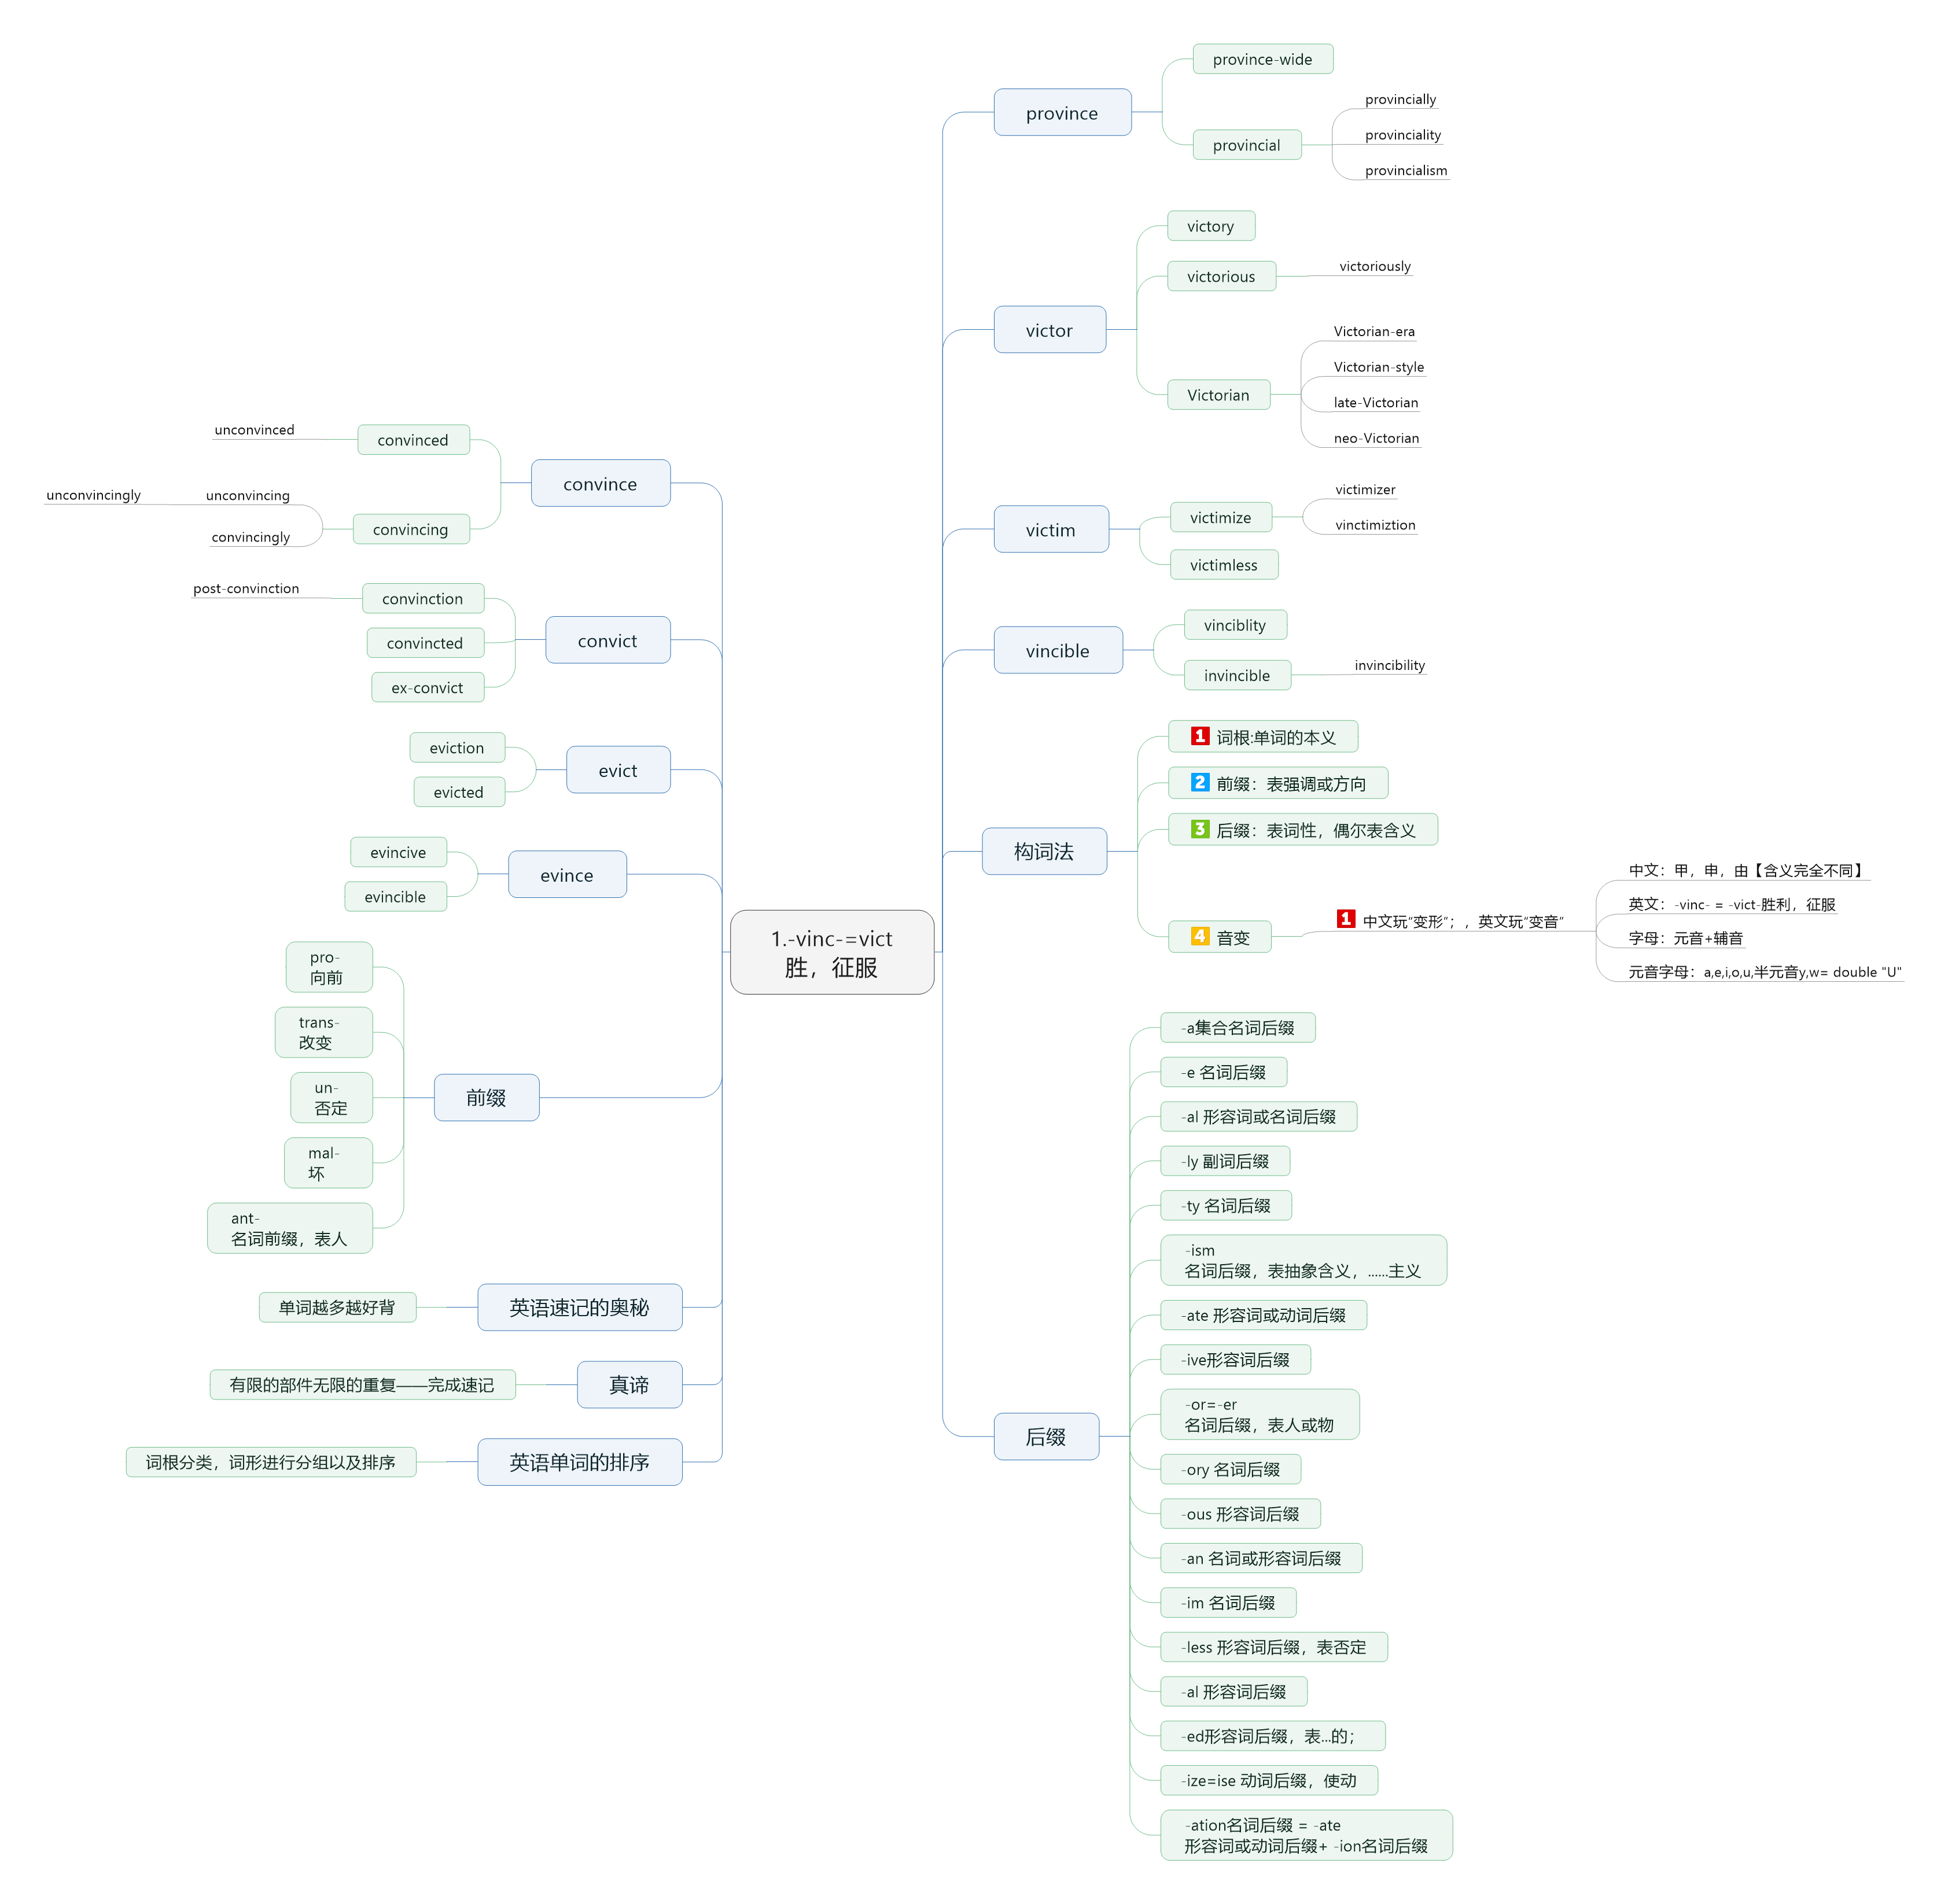 1.-vinc-=vict
胜，征服
province
province-wide
provincial
provincially
provinciality
provincialism
victor
victory
victorious
victoriously
Victorian
Victorian-era
Victorian-style
late-Victorian
neo-Victorian
victim
victimize
victimizer
vinctimiztion
victimless
vincible
vinciblity
invincible
invincibility
构词法
1 词根:单词的本义
2 前缀：表强调或方向
3 后缀：表词性，偶尔表含义
4 音变
1 中文玩“变形”；，英文玩“变音”
中文：甲，申，由【含义完全不同】
英文：-vinc- = -vict-胜利，征服
字母：元音+辅音
元音字母：a,e,i,o,u,半元音y,w= double "U"
后缀
-a集合名词后缀
-e 名词后缀
-al 形容词或名词后缀
-ly 副词后缀
-ty 名词后缀
-ism
名词后缀，表抽象含义，......主义
-ate 形容词或动词后缀
-ive形容词后缀
-or=-er
名词后缀，表人或物
-ory 名词后缀
-ous 形容词后缀
-an 名词或形容词后缀
-im 名词后缀
-less 形容词后缀，表否定
-al 形容词后缀
-ed形容词后缀，表...的；
-ize=ise 动词后缀，使动
-ation名词后缀 = -ate
形容词或动词后缀+ -ion名词后缀
convince
convinced
unconvinced
convincing
unconvincing
unconvincingly
convincingly
convict
convinction
post-convinction
convincted
ex-convict
evict
eviction
evicted
evince
evincive
evincible
前缀
pro-
向前
trans-
改变
un-
否定
mal-
坏
ant-
名词前缀，表人
英语速记的奥秘
单词越多越好背
真谛
有限的部件无限的重复——完成速记
英语单词的排序
词根分类，词形进行分组以及排序